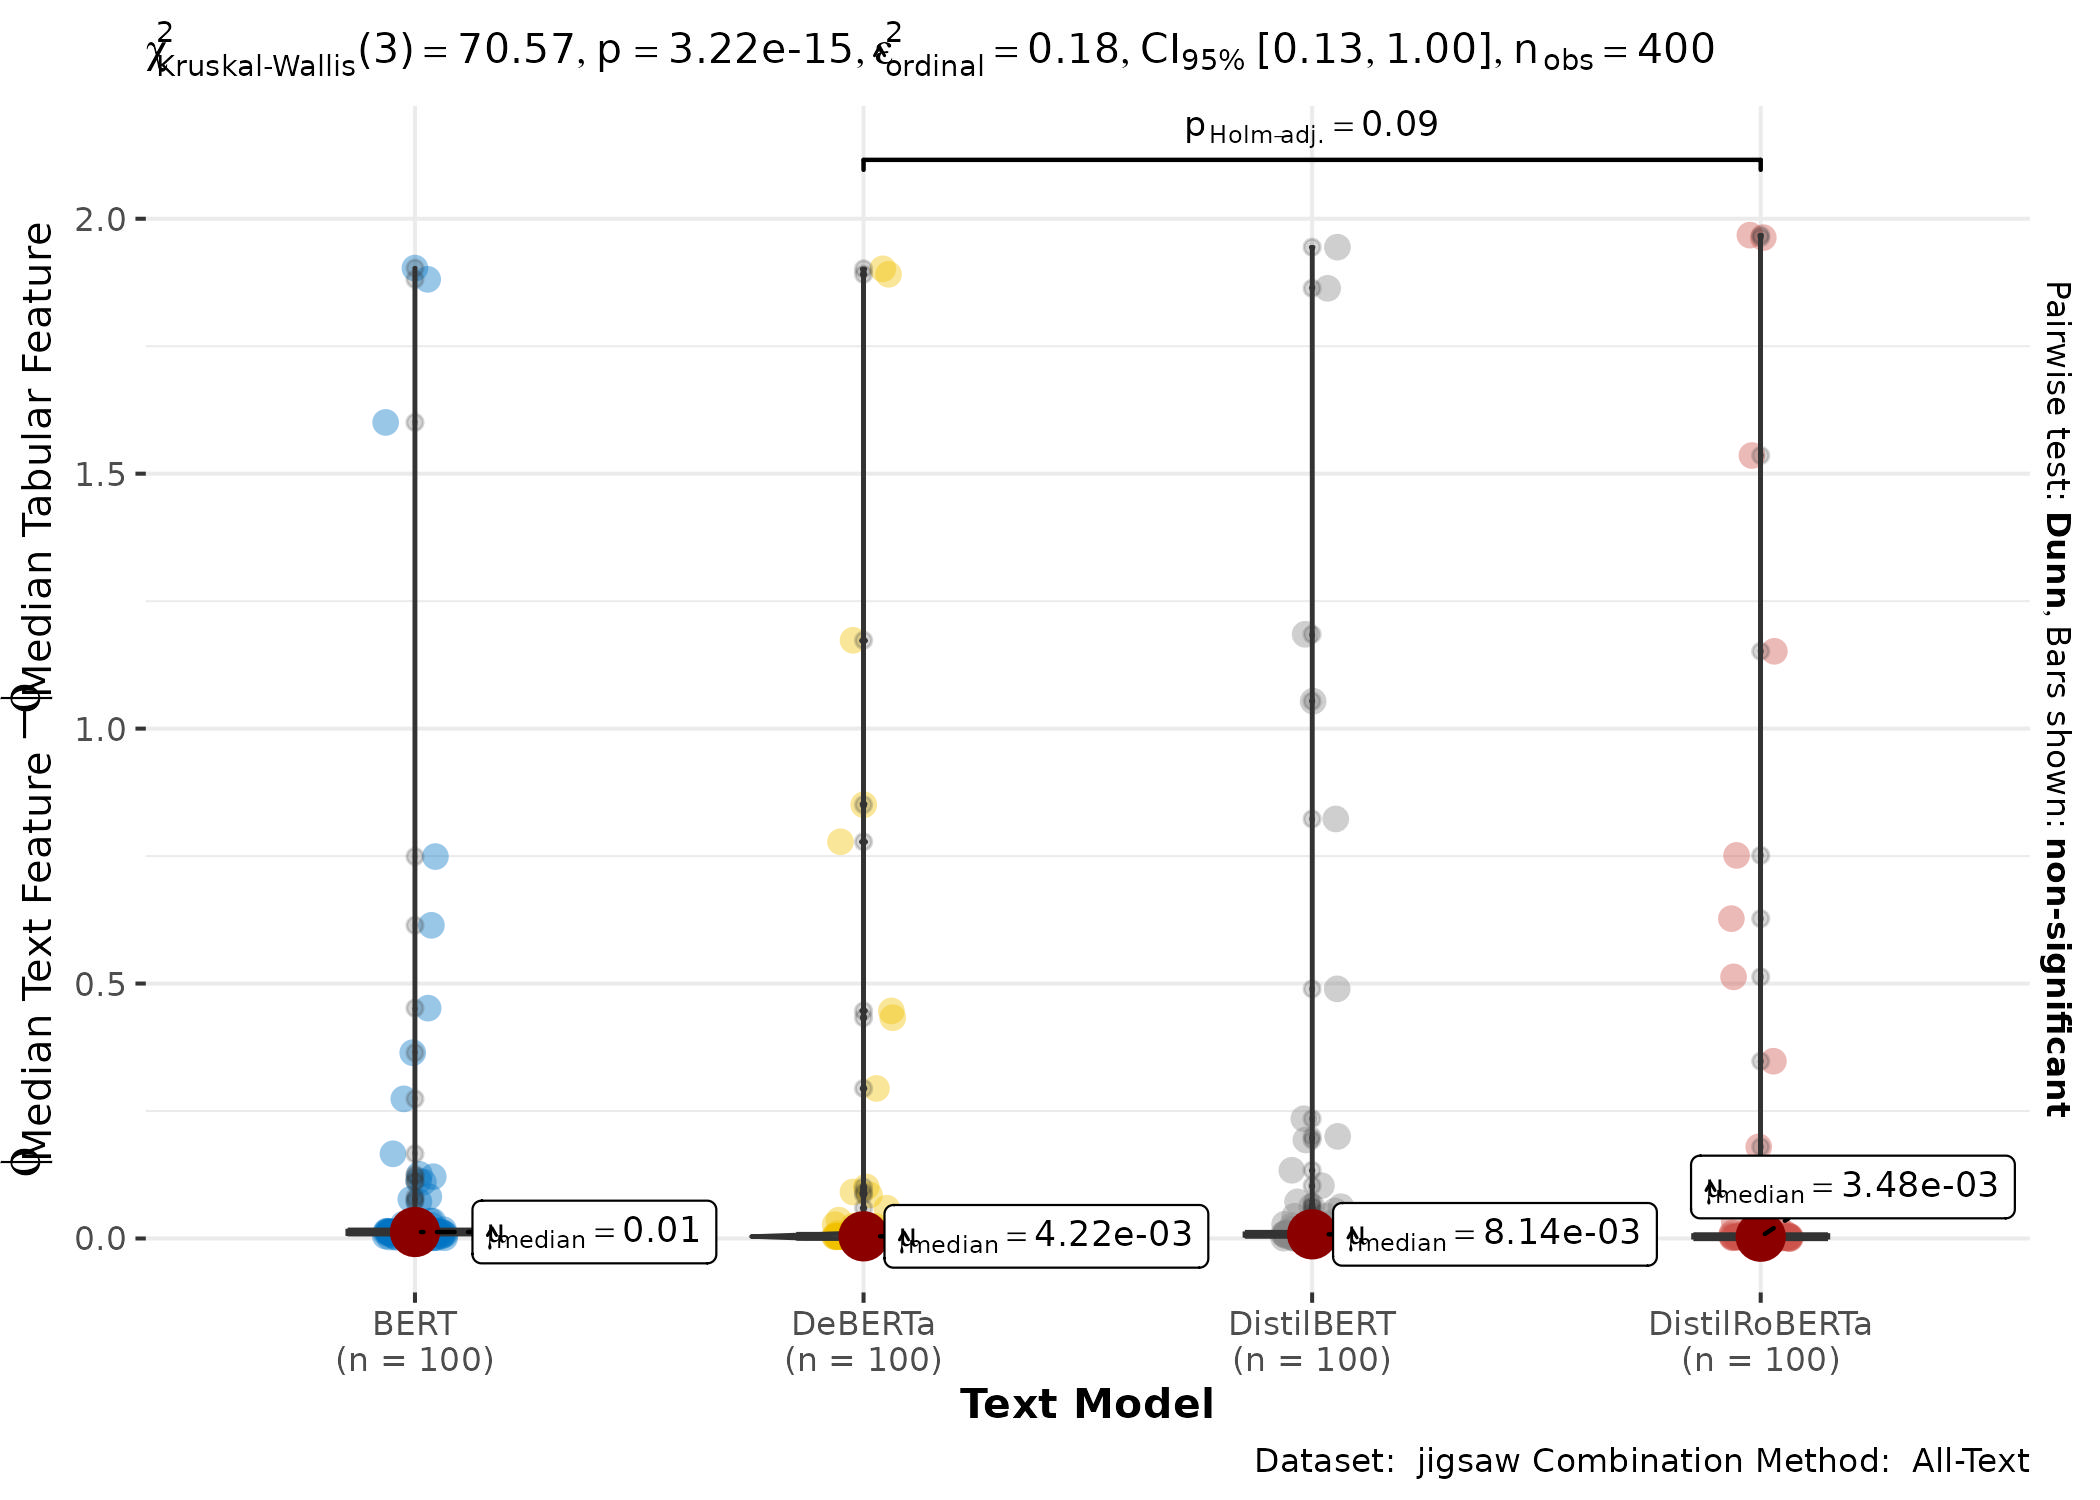 χ²Kruskal-Wallis(3) = 70.57, p = 3.22e-15, ε²ordinal = 0.18, CI95% [0.13, 1.00], nobs = 400
pHolm-adj. = 0.09
ϕMedian Text Feature − ϕMedian Tabular Feature
2.0
1.5
1.0
0.5
0.0
μ̂median = 0.01
μ̂median = 4.22e-03
μ̂median = 8.14e-03
μ̂median = 3.48e-03
Pairwise test: Dunn, Bars shown: non-significant
BERT
(n = 100)
DeBERTa
(n = 100)
DistilBERT
(n = 100)
DistilRoBERTa
(n = 100)
Text Model
Dataset: jigsaw Combination Method: All-Text